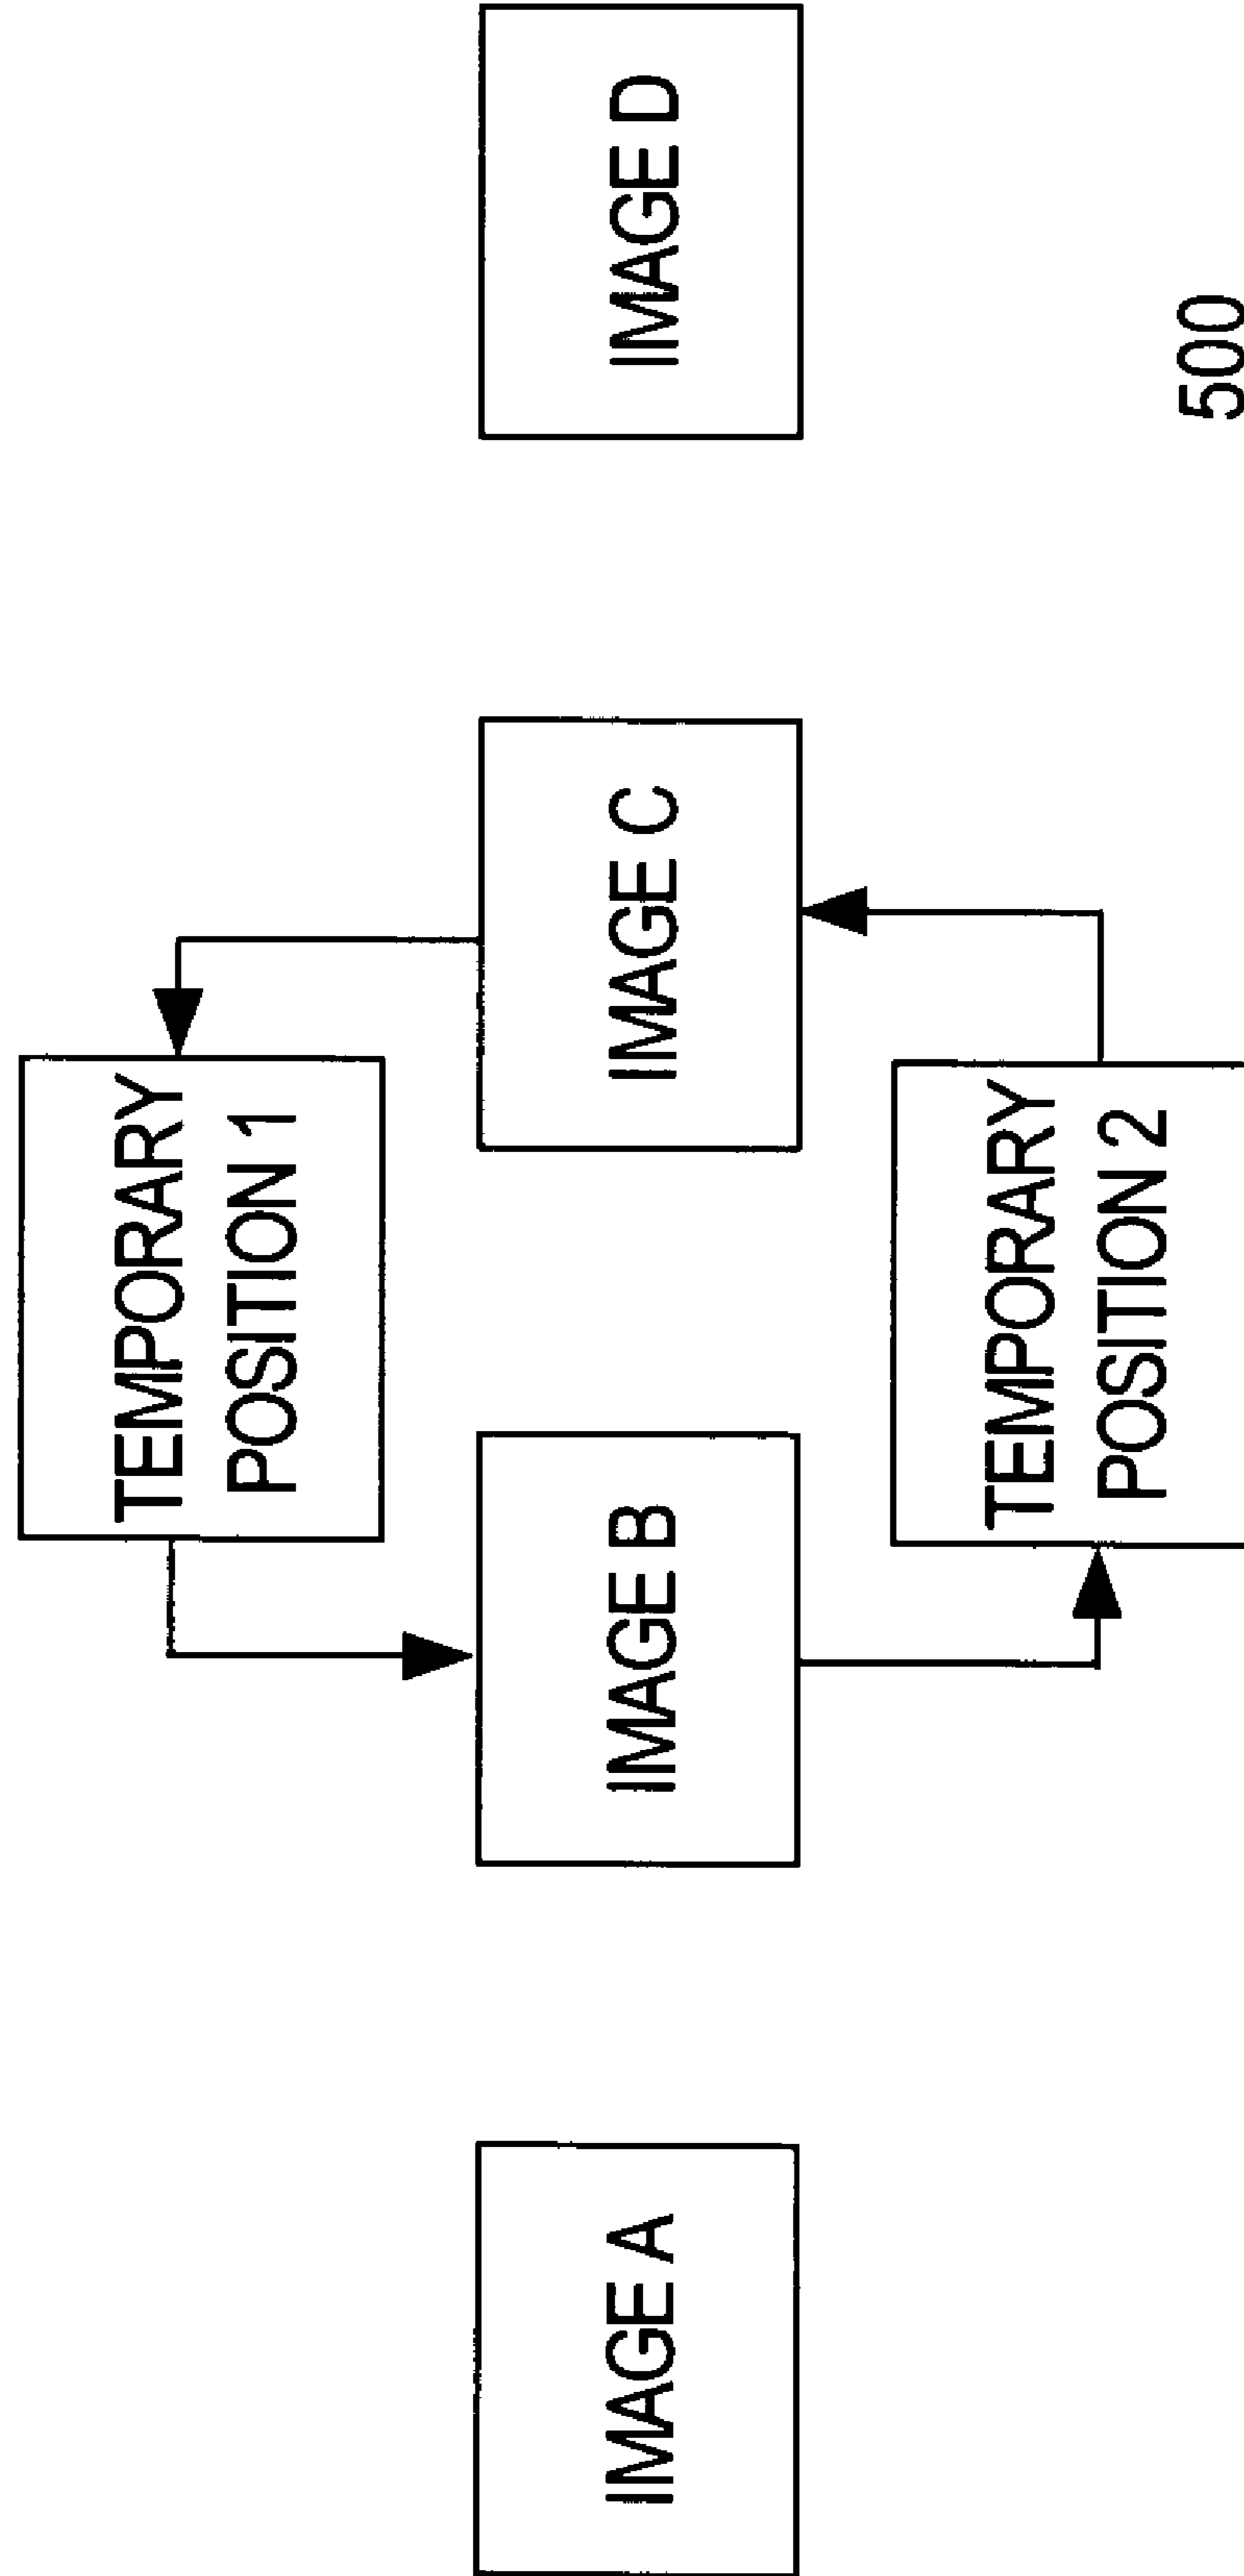 TEMPORARY
POSITION 1
IMAGE A
IMAGE B
IMAGE C
IMAGE D
TEMPORARY
POSITION 2
500